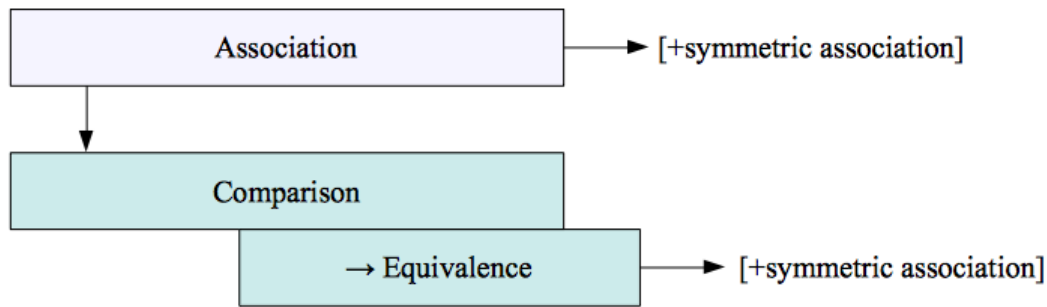 Association
[+symmetric association]
Comparison
→ Equivalence
[+symmetric association]